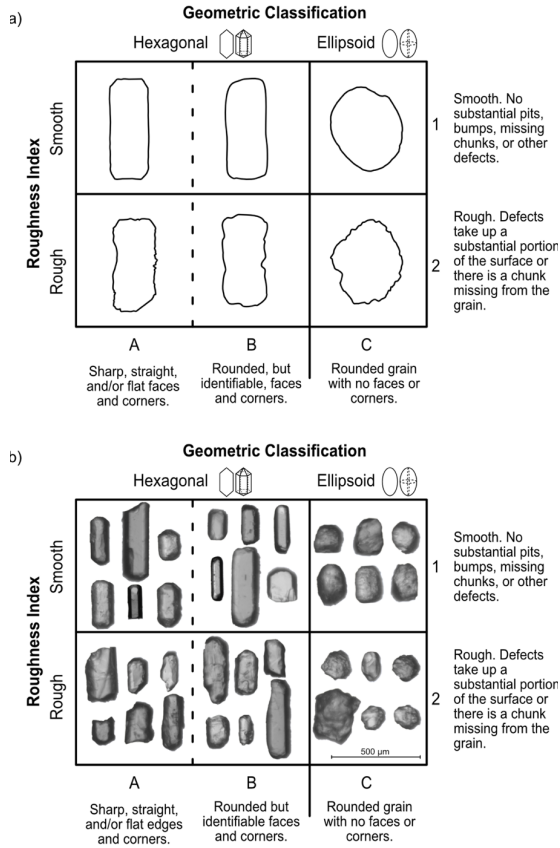 a)
Geometric Classification
Hexagonal
Ellipsoid
Roughness Index
Smooth
1
Smooth. No
substantial pits,
bumps, missing
chunks, or other
defects.
Rough
2
Rough. Defects
take up a
substantial portion
of the surface or
there is a chunk
missing from the
grain.
A
B
C
Sharp, straight,
and/or flat faces
and corners.
Rounded, but
identifiable, faces
and corners.
Rounded grain
with no faces or
corners.
b)
Geometric Classification
Hexagonal
Ellipsoid
Roughness Index
Smooth
1
Smooth. No
substantial pits,
bumps, missing
chunks, or other
defects.
Rough
2
Rough. Defects
take up a
substantial portion
of the surface or
there is a chunk
missing from the
grain.
500 µm
A
B
C
Sharp, straight,
and/or flat edges
and corners.
Rounded but
identifiable faces
and corners.
Rounded grain
with no faces or
corners.